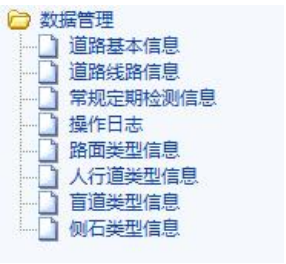 数据管理
道路基本信息
道路线路信息
常规定期检测信息
操作日志
路面类型信息
人行道类型信息
盲道类型信息
侧石类型信息